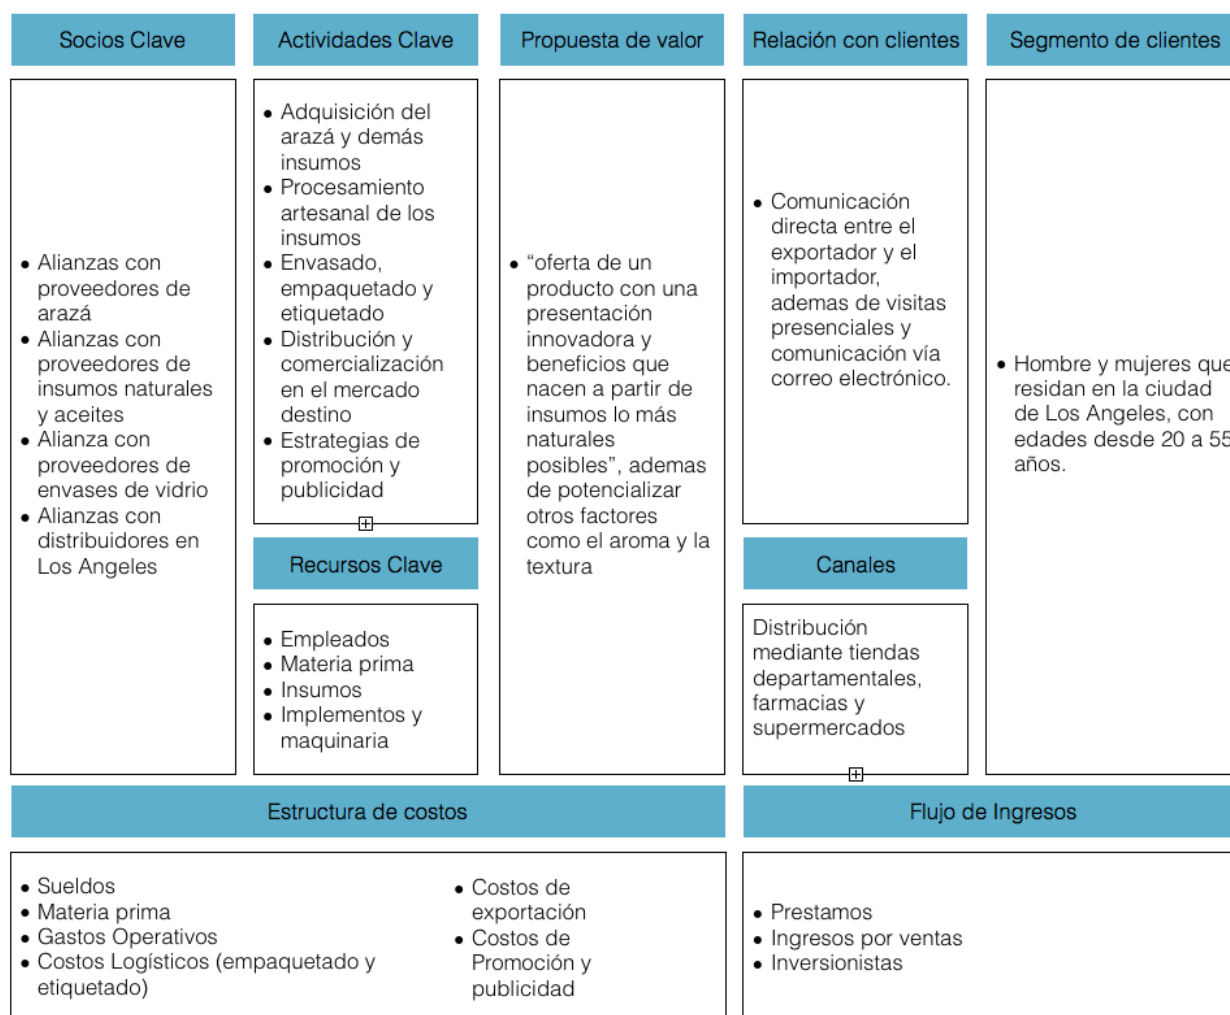 Socios Clave
• Alianzas con
proveedores de
arazá
• Alianzas con
proveedores de
insumos naturales
y aceites
• Alianza con
proveedores de
envases de vidrio
• Alianzas con
distribuidores en
Los Angeles
Actividades Clave
• Adquisición del
arazá y demás
insumos
• Procesamiento
artesanal de los
insumos
• Envasado,
empaquetado y
etiquetado
• Distribución y
comercialización
en el mercado
destino
• Estrategias de
promoción y
publicidad
Recursos Clave
• Empleados
• Materia prima
• Insumos
• Implementos y
maquinaria
Propuesta de valor
• “oferta de un
producto con una
presentación
innovadora y
beneficios que
nacen a partir de
insumos lo más
naturales
posibles”, ademas
de potencializar
otros factores
como el aroma y la
textura
Relación con clientes
• Comunicación
directa entre el
exportador y el
importador,
ademas de visitas
presenciales y
comunicación vía
correo electrónico.
Canales
Distribución
mediante tiendas
departamentales,
farmacias y
supermercados
Segmento de clientes
• Hombre y mujeres que
residan en la ciudad
de Los Angeles, con
edades desde 20 a 55
años.
Estructura de costos
• Sueldos
• Materia prima
• Gastos Operativos
• Costos Logísticos (empaquetado y
etiquetado)
• Costos de
exportación
• Costos de
Promoción y
publicidad
Flujo de Ingresos
• Prestamos
• Ingresos por ventas
• Inversionistas